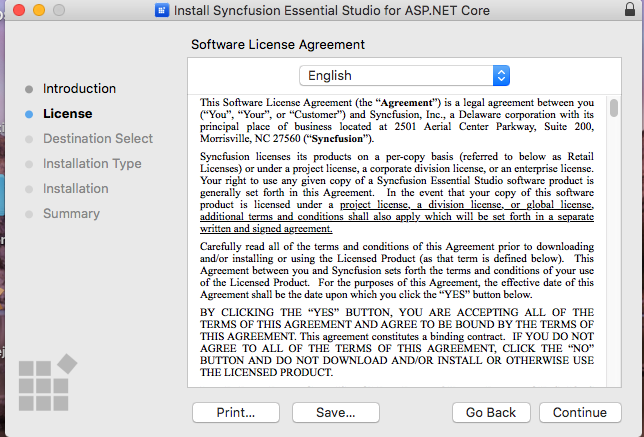 Install Syncfusion Essential Studio for ASP.NET Core
Software License Agreement
Introduction
License
Destination Select
Installation Type
Installation
Summary
English
This Software License Agreement (the “Agreement”) is a legal agreement between you
(“You”, “Your”, or “Customer”) and Syncfusion, Inc., a Delaware corporation with its
principal place of business located at 2501 Aerial Center Parkway, Suite 200,
Morrisville, NC 27560 (“Syncfusion”).
Syncfusion licenses its products on a per-copy basis (referred to below as Retail
Licenses) or under a project license, a corporate division license, or an enterprise license.
Your right to use any given copy of a Syncfusion Essential Studio software product is
generally set forth in this Agreement. In the event that your copy of this software
product is licensed under a project license, a division license, or global license,
additional terms and conditions shall also apply which will be set forth in a separate
written and signed agreement.
Carefully read all of the terms and conditions of this Agreement prior to downloading
and/or installing or using the Licensed Product (as that term is defined below). This
Agreement between you and Syncfusion sets forth the terms and conditions of your use
of the Licensed Product. For the purposes of this Agreement, the effective date of this
Agreement shall be the date upon which you click the “YES” button below.
BY CLICKING THE “YES” BUTTON, YOU ARE ACCEPTING ALL OF THE
TERMS OF THIS AGREEMENT AND AGREE TO BE BOUND BY THE TERMS OF
THIS AGREEMENT. This agreement constitutes a binding contract. IF YOU DO NOT
AGREE TO ALL OF THE TERMS OF THIS AGREEMENT, CLICK THE “NO”
BUTTON AND DO NOT DOWNLOAD AND/OR INSTALL OR OTHERWISE USE
THE LICENSED PRODUCT.
Print...
Save...
Go Back
Continue